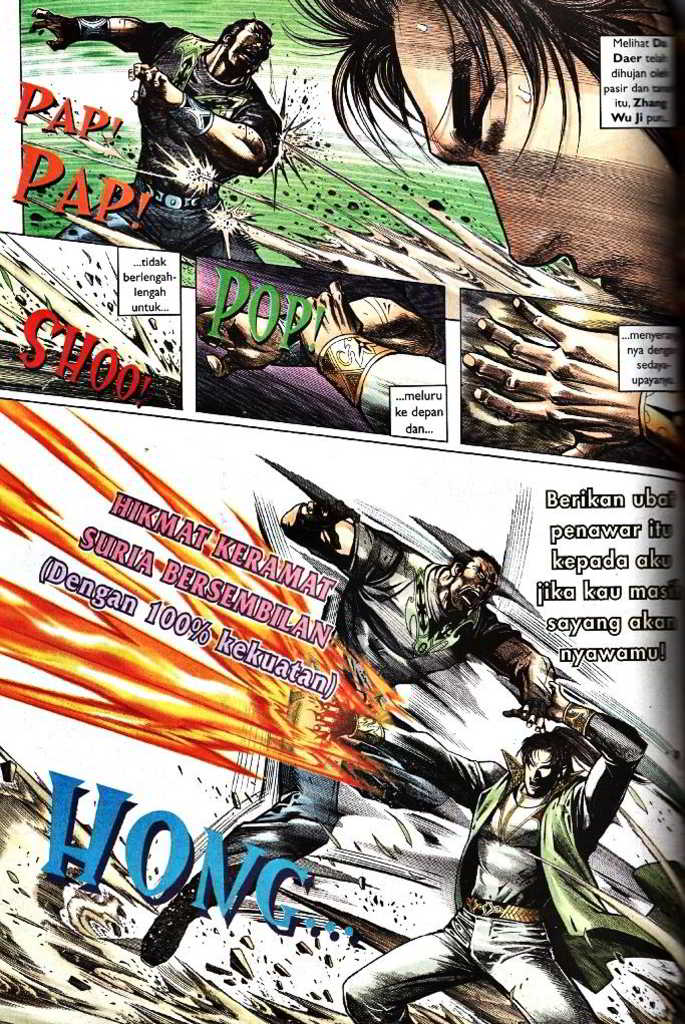 Melihat Da
Daer telah
dihujan oleh
pasir dan tanah
itu, Zhang
Wu Ji pun...
PAP!
PAP!
...tidak
berlengah-
lengah
untuk...
SHOO!
POP!
...meluru
ke depan
dan...
...menyera
nya dengan
sedaya-
upayanya.
HIKMAT KERAMAT
SURIA BERSEMBILAN
(Dengan 100% kekuatan)
Berikan ubat
penawar itu
kepada aku
jika kau masih
sayang akan
nyawamu!
HONG...